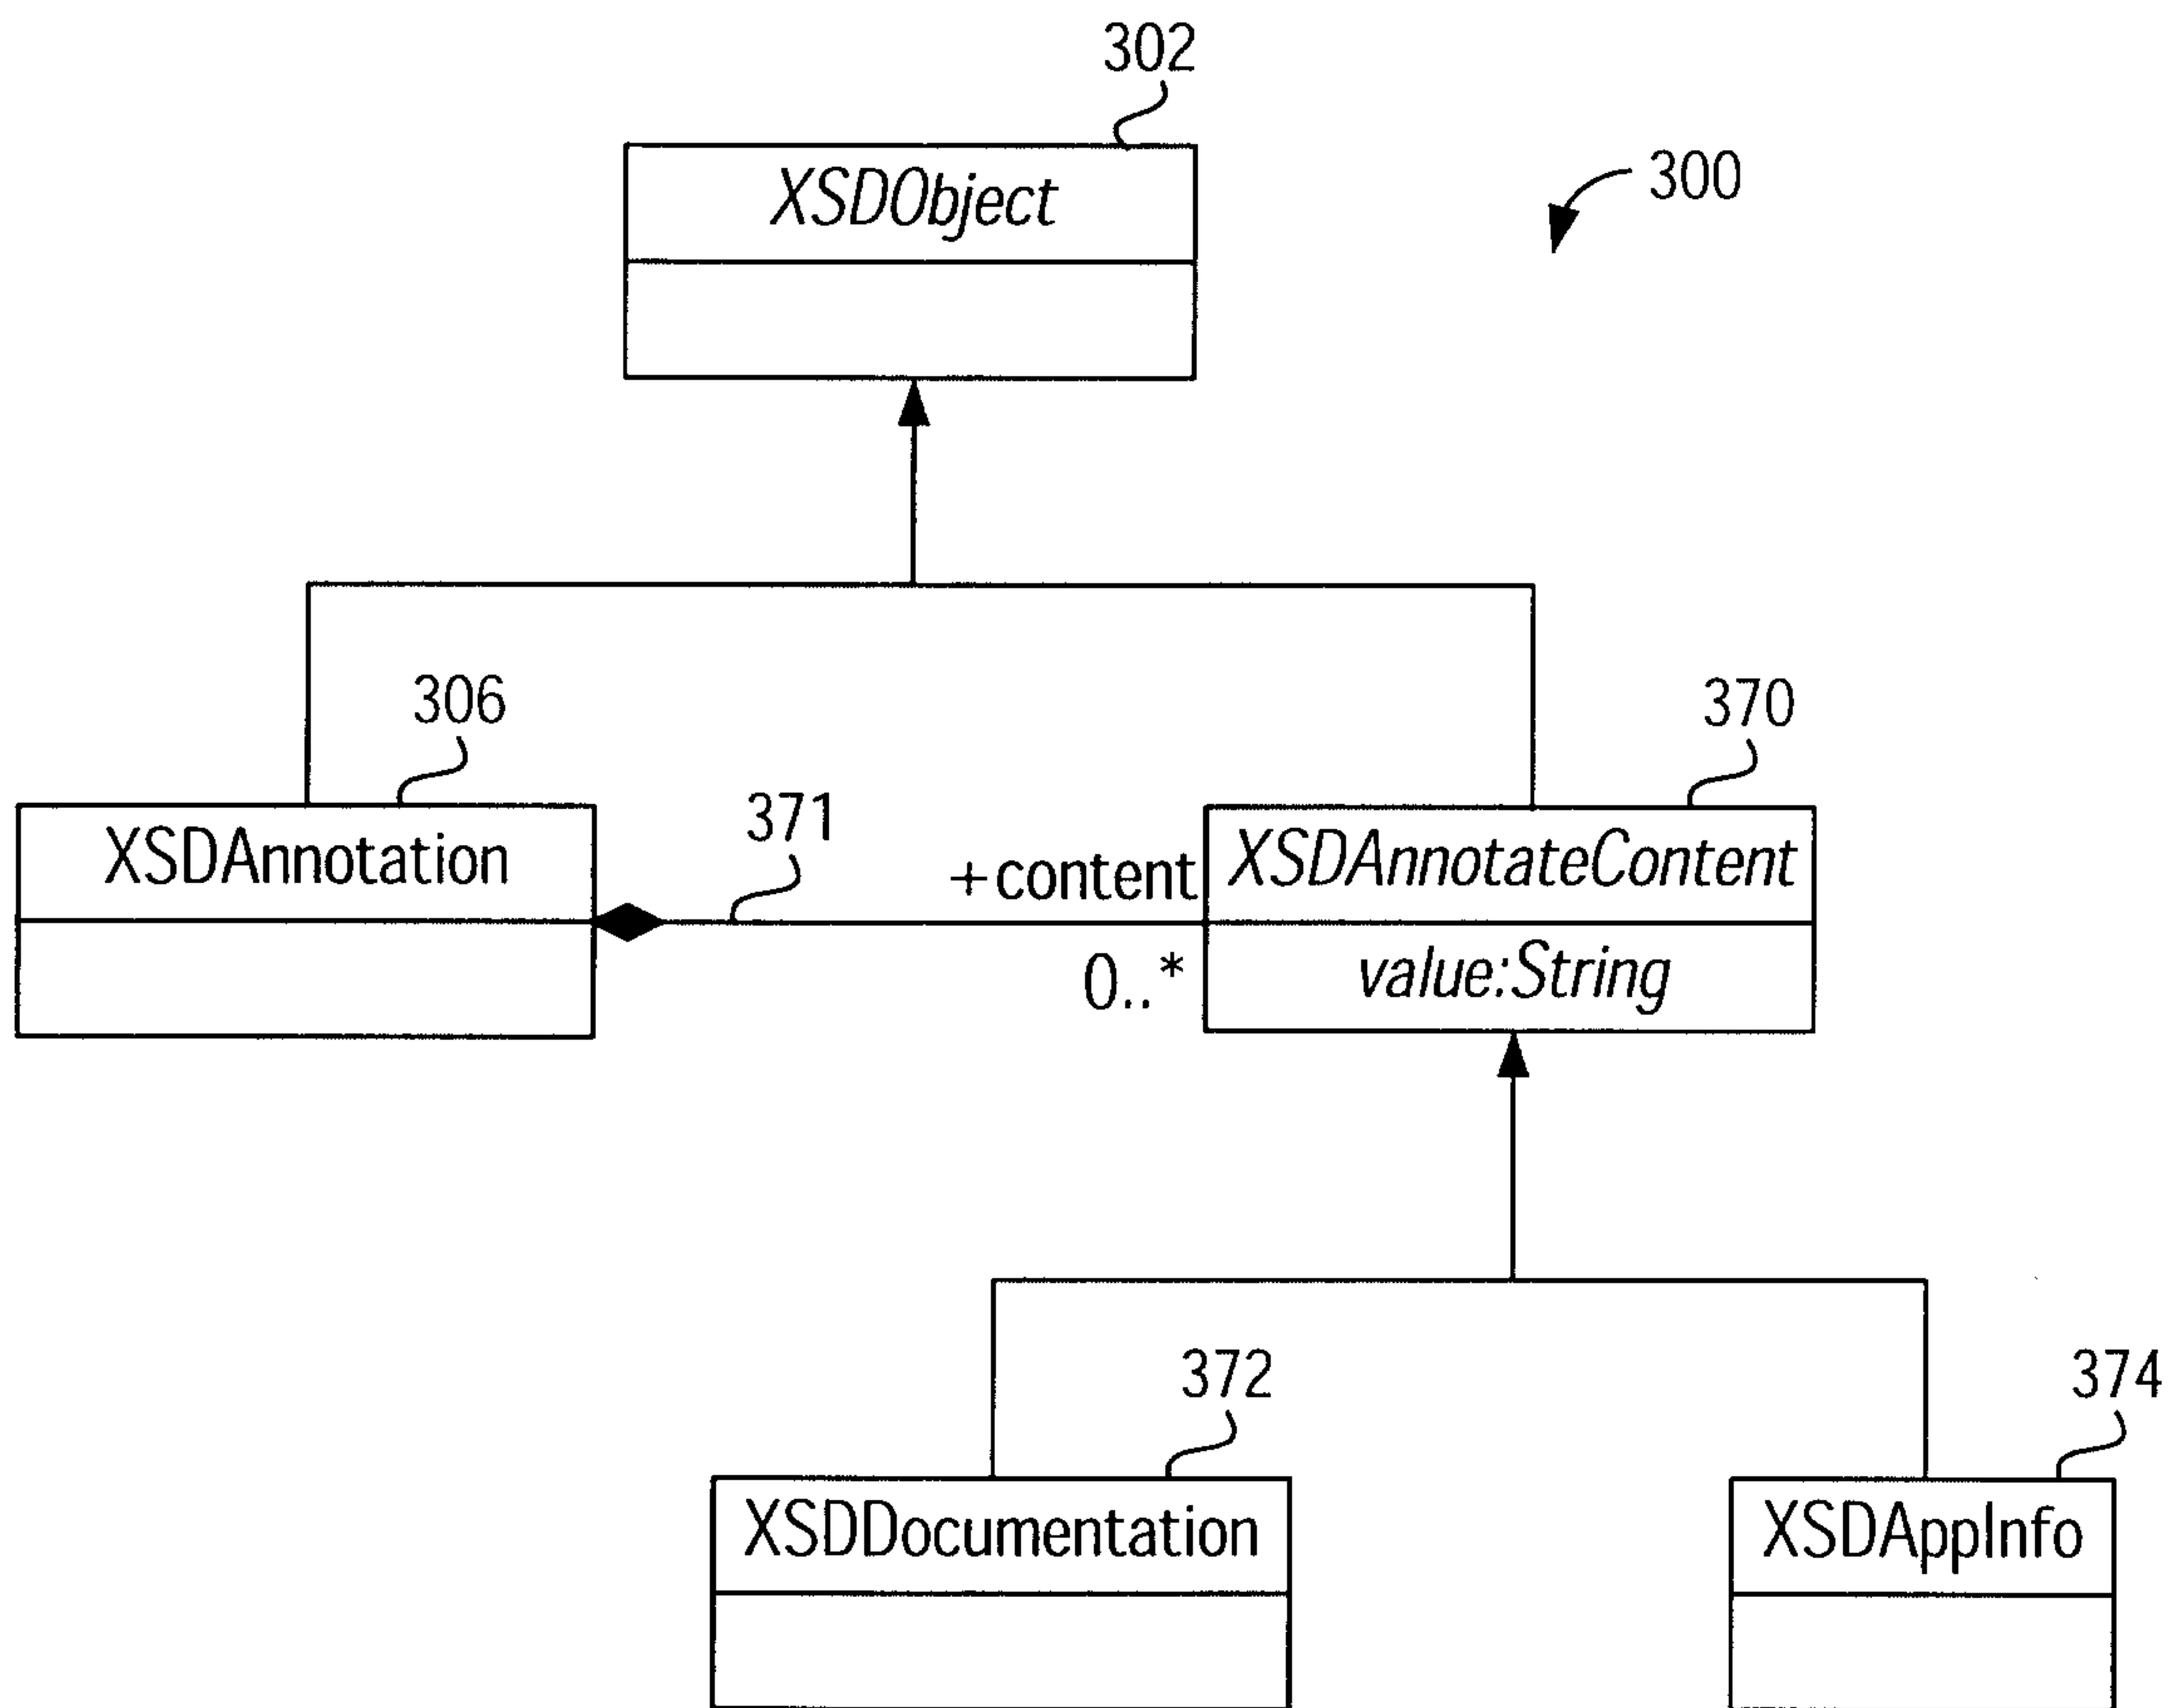 302
XSDObject
300
306
370
XSDAnnotation
371
+content
XSDAnnotateContent
0..*
value:String
372
374
XSDDocumentation
XSDAppInfo